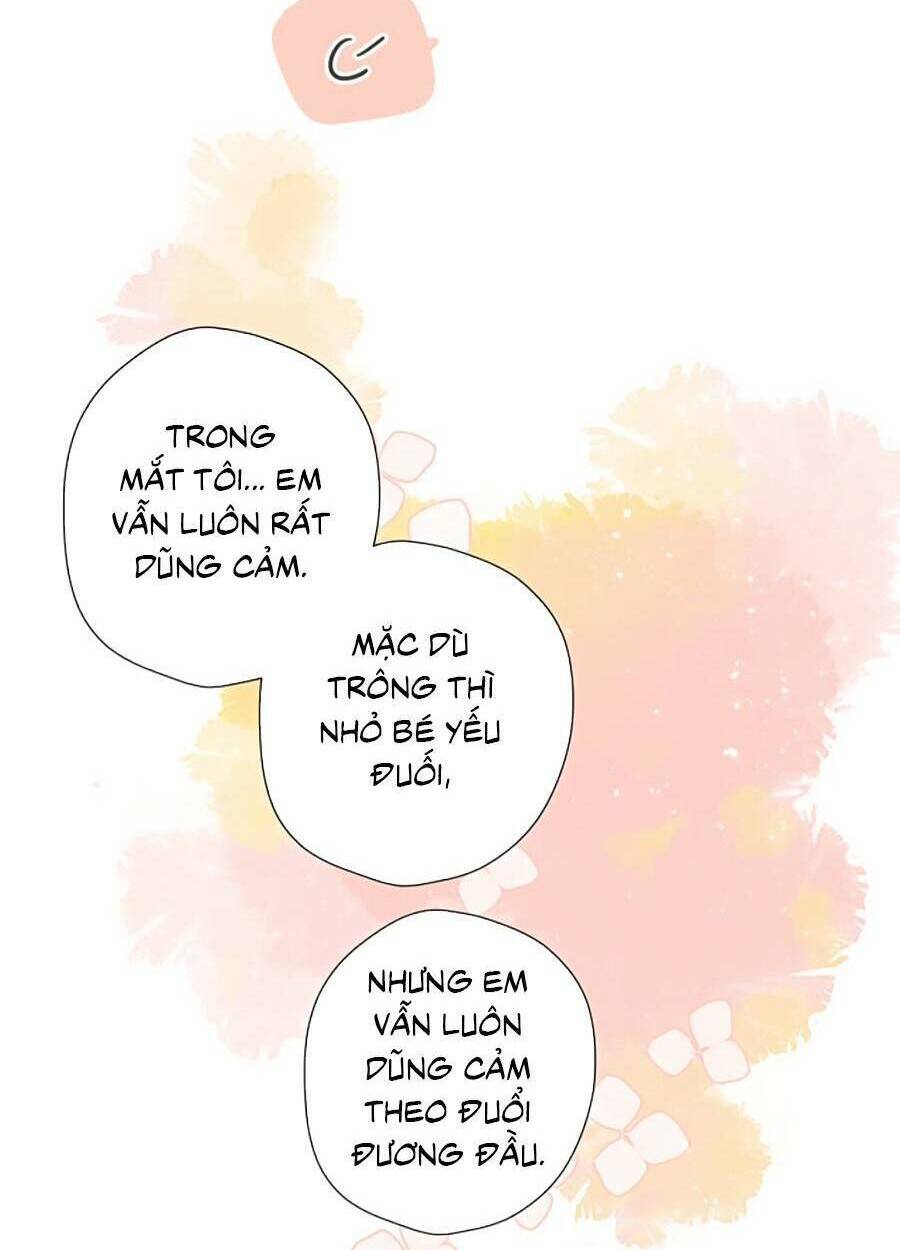 TRONG
MẮT TÔI... EM
VẪN LUÔN RẤT
DŨNG CẢM.
MẶC DÙ
TRÔNG THÌ
NHỎ BÉ YẾU
ĐUỐI,
NHƯNG EM
VẪN LUÔN
DŨNG CẢM
THEO ĐUỔI
ĐƯƠNG ĐẦU.